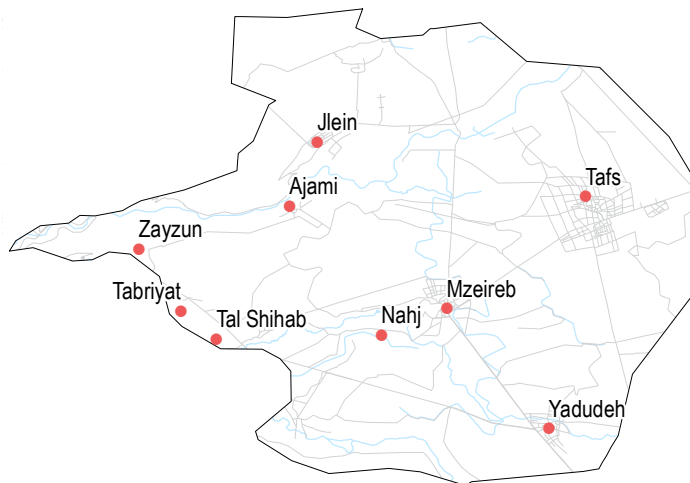 Jlein
Tafs
Ajami
Zayzun
Tabriyat
Mzeireb
Tal Shihab
Nahj
Yadudeh